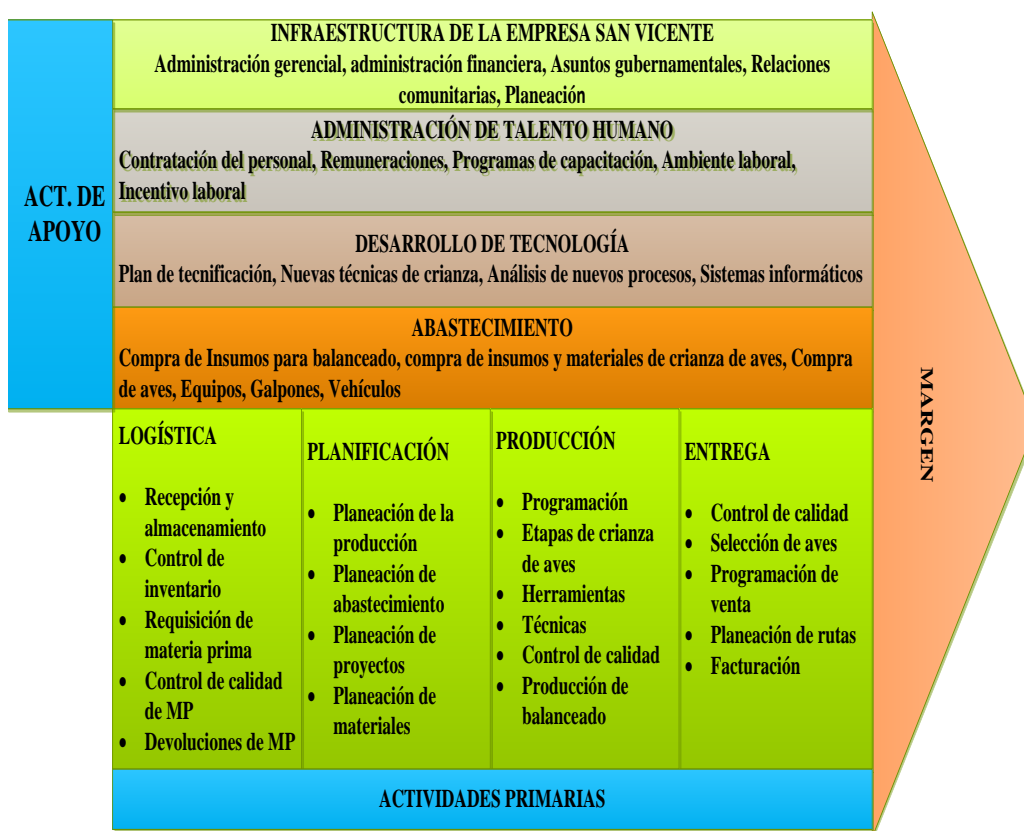 INFRAESTRUCTURA DE LA EMPRESA SAN VICENTE
Administración gerencial, administración financiera, Asuntos gubernamentales, Relaciones
comunitarias, Planeación
ADMINISTRACIÓN DE TALENTO HUMANO
Contratación del personal, Remuneraciones, Programas de capacitación, Ambiente laboral,
Incentivo laboral
ACT. DE
APOYO
DESARROLLO DE TECNOLOGÍA
Plan de tecnificación, Nuevas técnicas de crianza, Análisis de nuevos procesos, Sistemas informáticos
ABASTECIMIENTO
Compra de Insumos para balanceado, compra de insumos y materiales de crianza de aves, Compra
de aves, Equipos, Galpones, Vehículos
LOGÍSTICA
• Recepción y
almacenamiento
• Control de
inventario
• Requisición de
materia prima
• Control de calidad
de MP
• Devoluciones de MP
PLANIFICACIÓN
• Planeación de la
producción
• Planeación de
abastecimiento
• Planeación de
proyectos
• Planeación de
materiales
PRODUCCIÓN
• Programación
• Etapas de crianza
de aves
• Herramientas
• Técnicas
• Control de calidad
• Producción de
balanceado
ENTREGA
• Control de calidad
• Selección de aves
• Programación de
venta
• Planeación de rutas
• Facturación
MARGEN
ACTIVIDADES PRIMARIAS